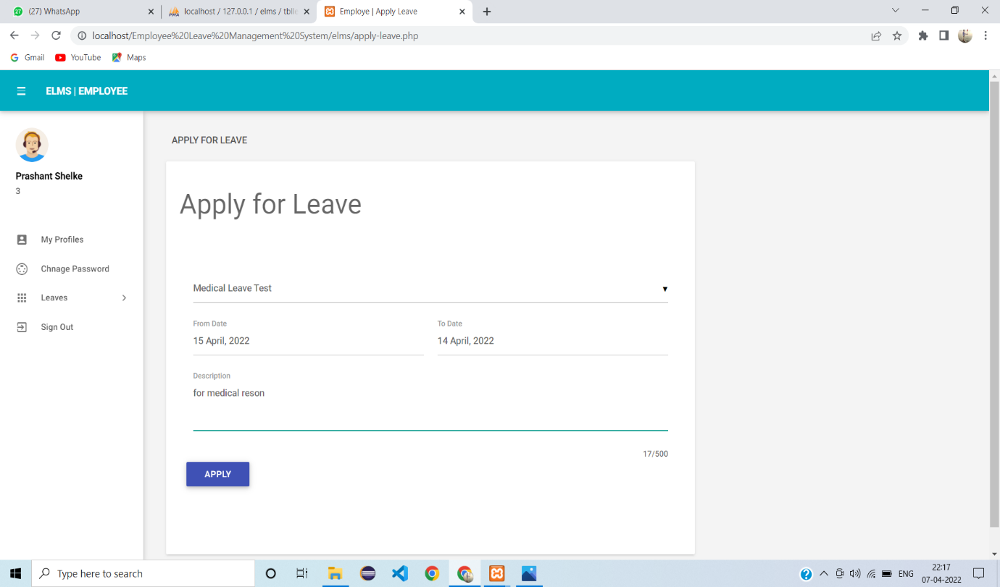 (27) WhatsApp
localhost / 127.0.0.1 / elms / tblle
Employe | Apply Leave
localhost/Employee%20Leave%20Management%20System/elms/apply-leave.php
Gmail
YouTube
Maps
ELMS | EMPLOYEE
Prashant Shelke
3
My Profiles
Chnage Password
Leaves
Sign Out
APPLY FOR LEAVE
Apply for Leave
Medical Leave Test
From Date
To Date
15 April, 2022
14 April, 2022
Description
for medical reson
17/500
APPLY
Type here to search
ENG
22:17
07-04-2022